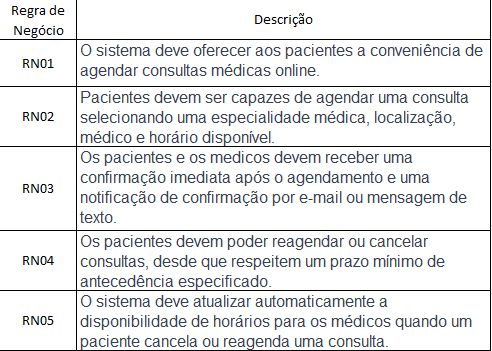 Regra de
Negócio
Descrição
RN01
O sistema deve oferecer aos pacientes a conveniência de
agendar consultas médicas online.
RN02
Pacientes devem ser capazes de agendar uma consulta
selecionando uma especialidade médica, localização,
médico e horário disponível.
RN03
Os pacientes e os medicos devem receber uma
confirmação imediata após o agendamento e uma
notificação de confirmação por e-mail ou mensagem de
texto.
RN04
Os pacientes devem poder reagendar ou cancelar
consultas, desde que respeitem um prazo mínimo de
antecedência especificado.
RN05
O sistema deve atualizar automaticamente a
disponibilidade de horários para os médicos quando um
paciente cancela ou reagenda uma consulta.